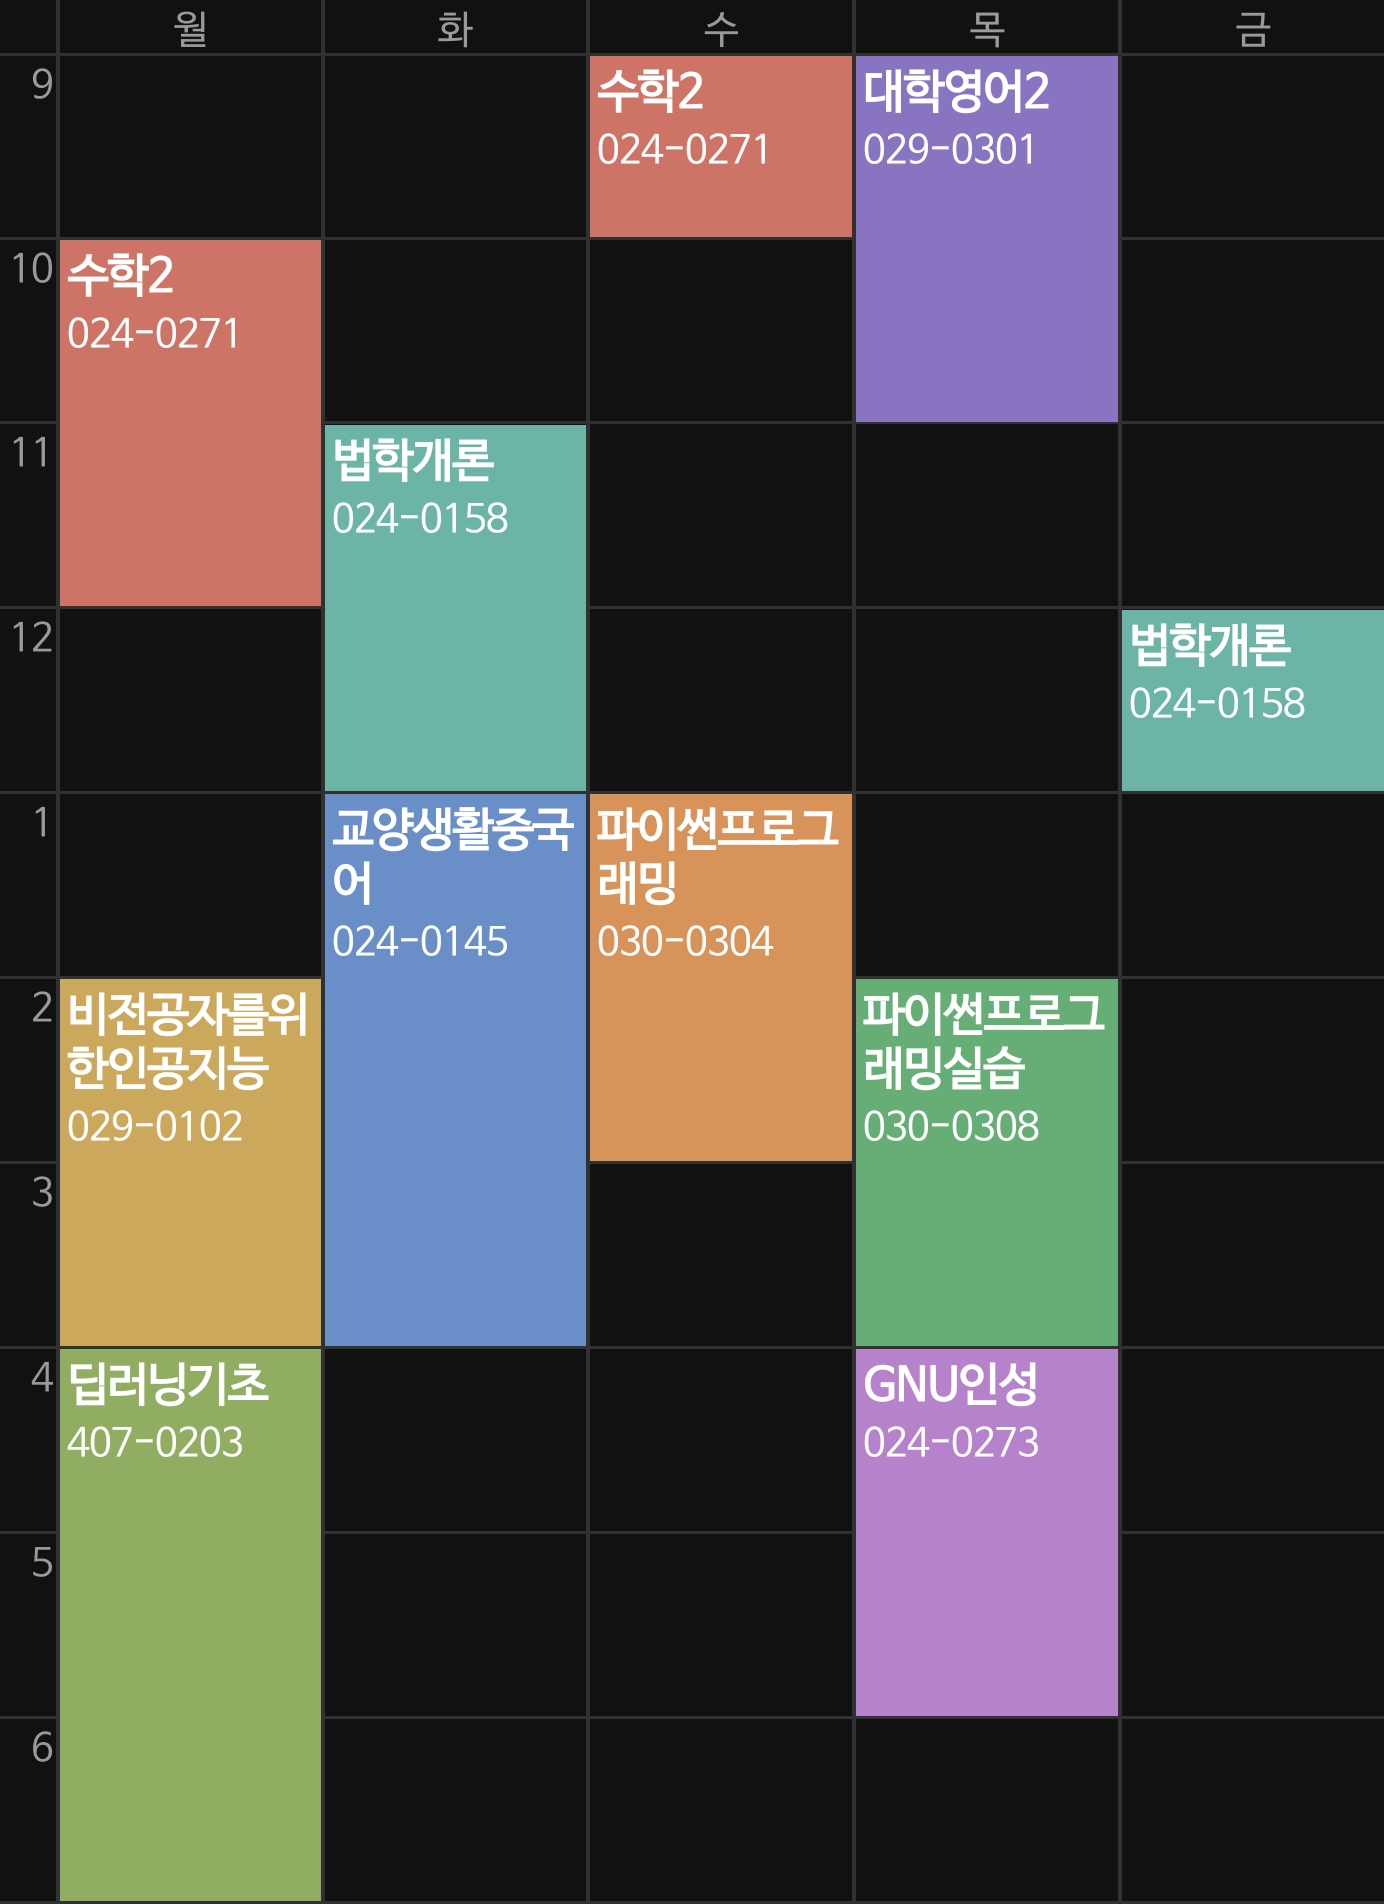 월 화 수 목 금
9
수학2
024-0271
대학영어2
029-0301
10
수학2
024-0271
11
법학개론
024-0158
12
법학개론
024-0158
1
교양생활중국
어
024-0145
파이썬프로그
래밍
030-0304
2
비전공자를위
한인공지능
029-0102
파이썬프로그
래밍실습
030-0308
3
4
딥러닝기초
407-0203
GNU인성
024-0273
5
6